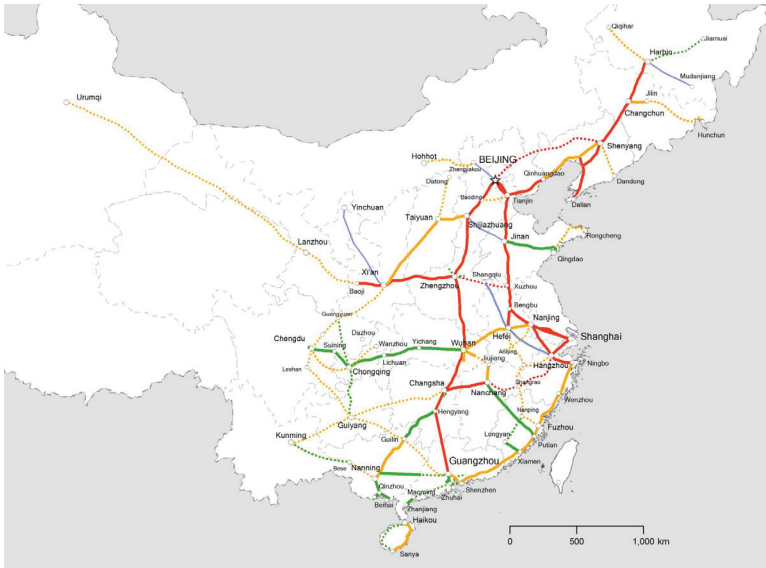 Qiqihar
Jiamusi
Harbin
Mudanjiang
Urumqi
Jilin
Changchun
Hunchun
Shenyang
Hohhot
BEIJING
Zhangjiakou
Datong
Qinhuangdao
Dandong
Baoding
Tianjin
Dalian
Yinchuan
Taiyuan
Shijiazhuang
Rongcheng
Jinan
Lanzhou
Qingdao
Xi'an
Shangqiu
Baoji
Zhengzhou
Xuzhou
Bengbu
Guangyuan
Nanjing
Dazhou
Hefei
Shanghai
Chengdu
Suining
Wanzhou
Yichang
Wuhan
Anqing
Lichuan
Jiujiang
Hangzhou
Ningbo
Leshan
Chongqing
Changsha
Shangrao
Nanchang
Wenzhou
Hengyang
Nanping
Guiyang
Fuzhou
Kunming
Guilin
Longyan
Putian
Guangzhou
Xiamen
Bose
Nanning
Qinzhou
Maoming
Shenzhen
Zhuhai
Beihai
Zhanjiang
Haikou
Sanya
0 500 1,000 km